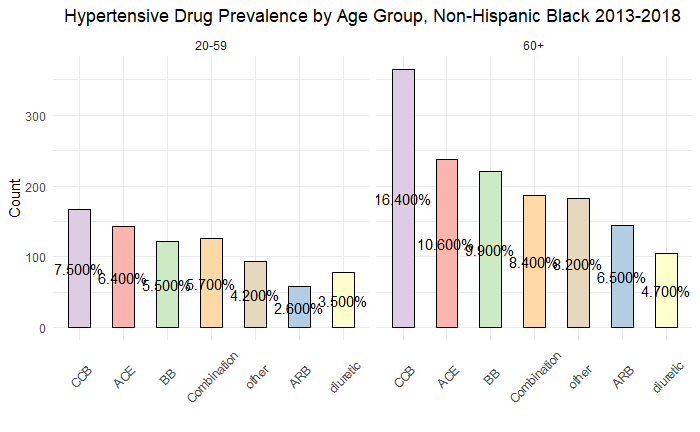 Hypertensive Drug Prevalence by Age Group, Non-Hispanic Black 2013-2018
20-59
60+
Count
300
200
100
0
7.500%
6.400%
5.500%
5.700%
4.200%
2.600%
3.500%
16.400%
10.600%
9.900%
8.400%
8.200%
6.500%
4.700%
CCB
ACE
BB
Combination
other
ARB
diuretic
CCB
ACE
BB
Combination
other
ARB
diuretic